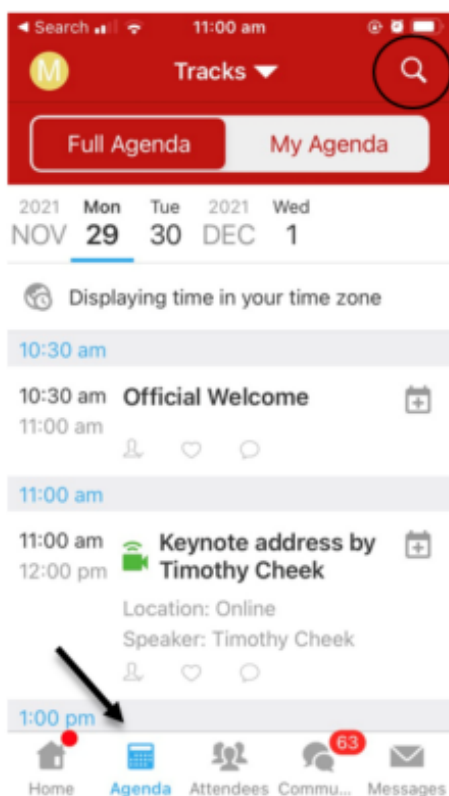 Search 11:00 am
M Tracks
Full Agenda My Agenda
2021 Mon Tue 2021 Wed
NOV 29 30 DEC 1
Displaying time in your time zone
10:30 am
10:30 am Official Welcome
11:00 am
11:00 am
11:00 am Keynote address by
12:00 pm Timothy Cheek
Location: Online
Speaker: Timothy Cheek
1:00 pm
63
Home Agenda Attendees Commu... Messages